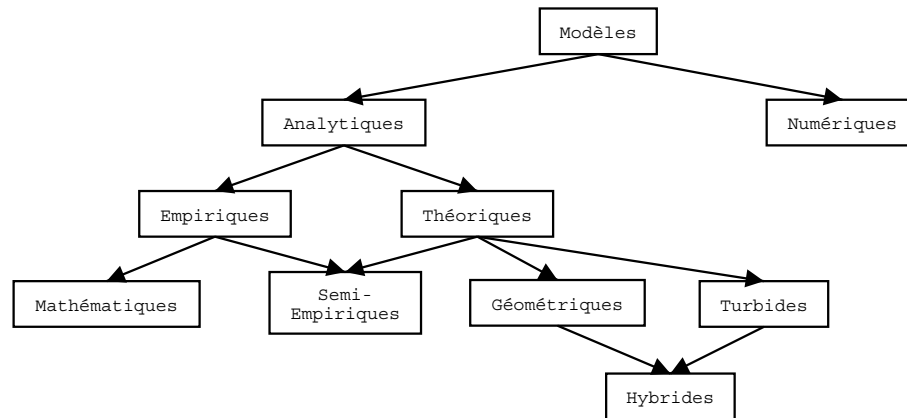 Modèles
Analytiques
Numériques
Empiriques
Théoriques
Mathématiques
Semi-
Empiriques
Géométriques
Turbides
Hybrides